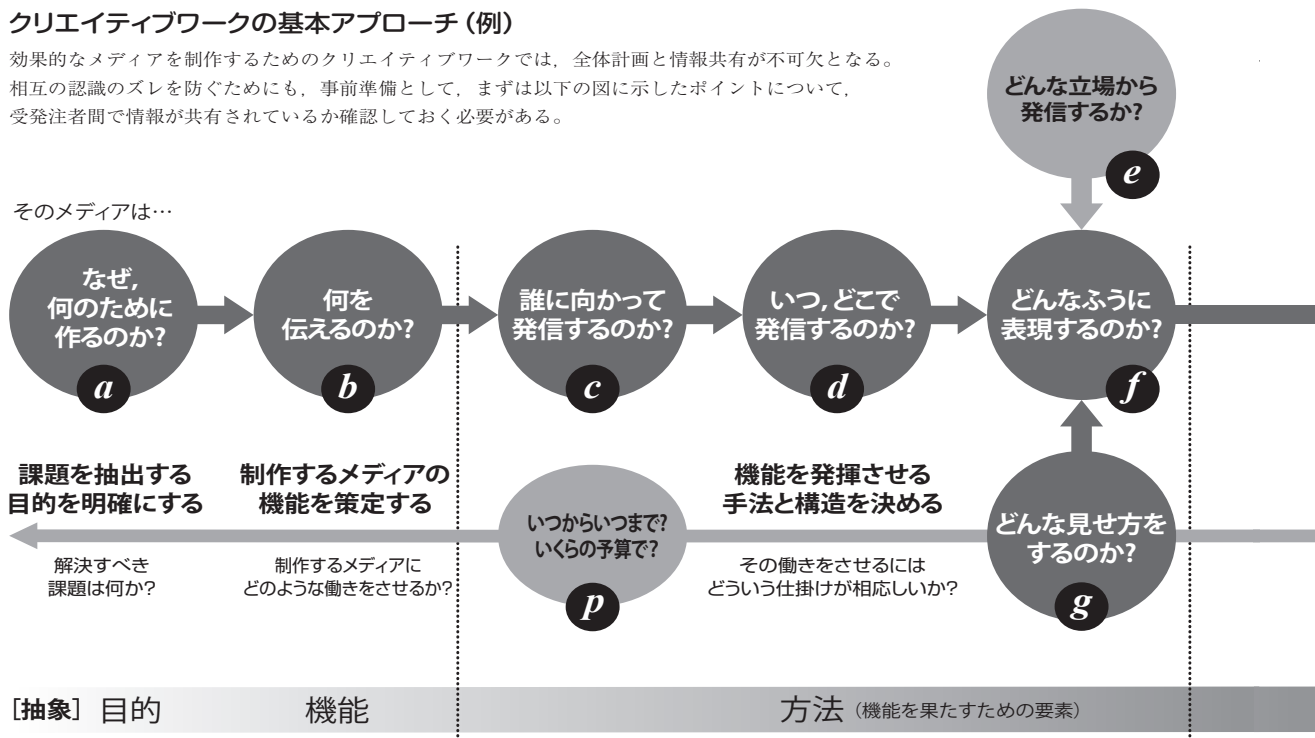 クリエイティブワークの基本アプローチ（例）
効果的なメディアを制作するためのクリエイティブワークでは，全体計画と情報共有が不可欠となる。
相互の認識のズレを防ぐためにも，事前準備として，まずは以下の図に示したポイントについて，
受発注者間で情報が共有されているか確認しておく必要がある。
どんな立場から
発信するか?
e
そのメディアは…
なぜ,
何のために
作るのか?
a
何を
伝えるのか?
b
誰に向かって
発信するのか?
c
いつ,どこで
発信するのか?
d
どんなふうに
表現するのか?
f
課題を抽出する
目的を明確にする
解決すべき
課題は何か?
制作するメディアの
機能を策定する
制作するメディアに
どのような働きをさせるか?
いつからいつまで?
いくらの予算で?
p
機能を発揮させる
手法と構造を決める
その働きをさせるには
どういう仕掛けが相応しいか?
どんな見せ方を
するのか?
g
［抽象］目的
機能
方法（機能を果たすための要素）